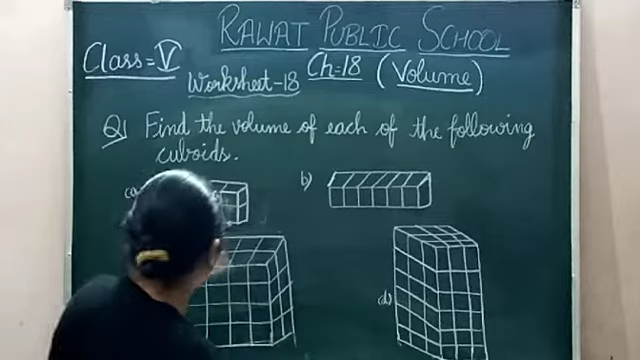 RAWAT PUBLIC SCHOOL
Class = V
Ch-18 (Volume)
Worksheet-18
Q1 Find the volume of each of the following
cuboids.
(a
b)
(d)